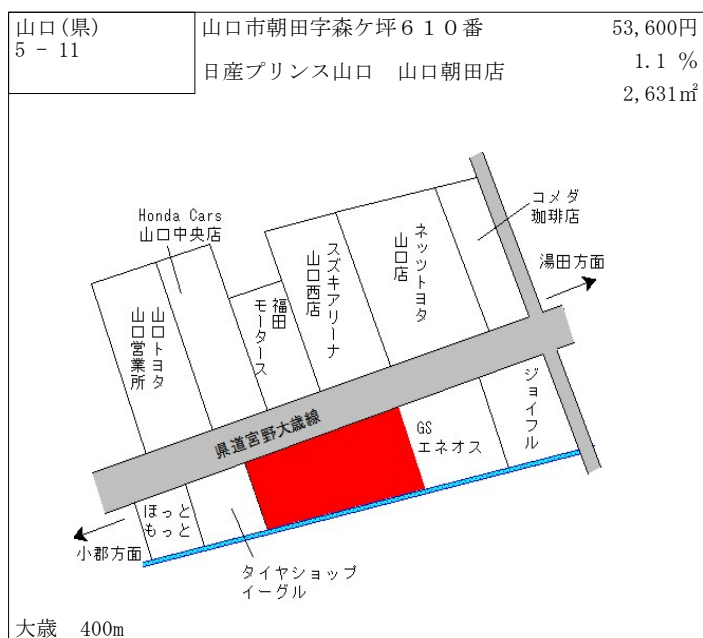 山口(県)
5 - 11
山口市朝田字森ケ坪６１０番
53,600円
日産プリンス山口　山口朝田店
1.1 %
2,631㎡
Honda Cars
山口中央店
コメダ
珈琲店
湯田方面
山口トヨタ
山口営業所
福田
モータース
スズキアリーナ
山口西店
ネッツトヨタ
山口店
県道宮野大歳線
GS
エネオス
ジョイフル
ほっと
もっと
小郡方面
タイヤショップ
イーグル
大歳　400m